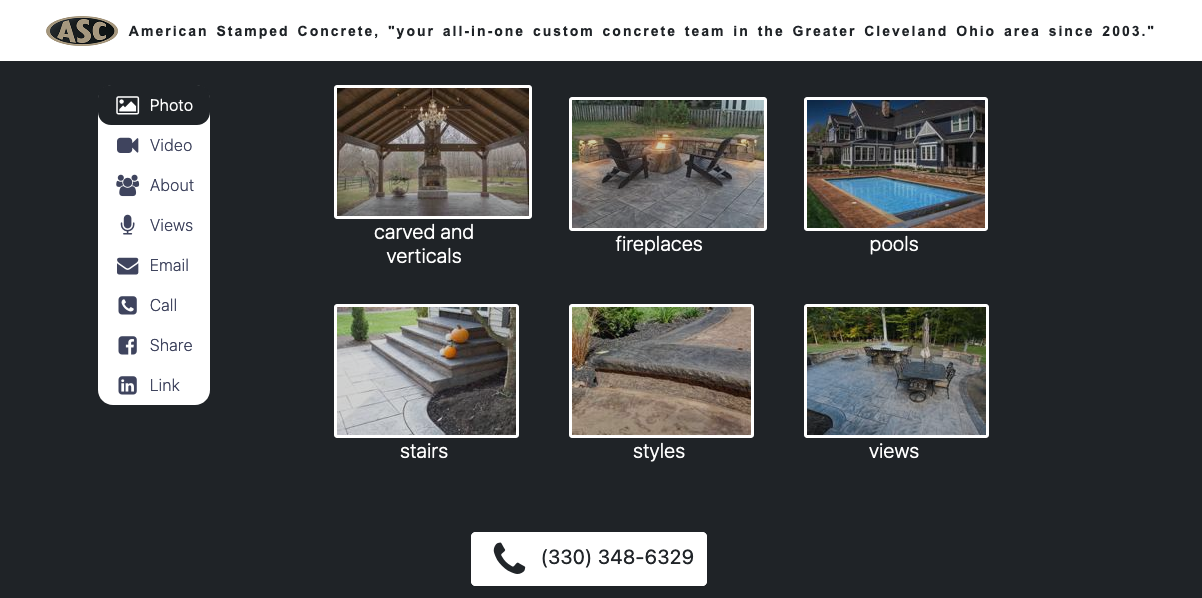 ASC
American Stamped Concrete, "your all-in-one custom concrete team in the Greater Cleveland Ohio area since 2003."
Photo
Video
About
Views
Email
Call
Share
Link
carved and
verticals
fireplaces
pools
stairs
styles
views
(330) 348-6329